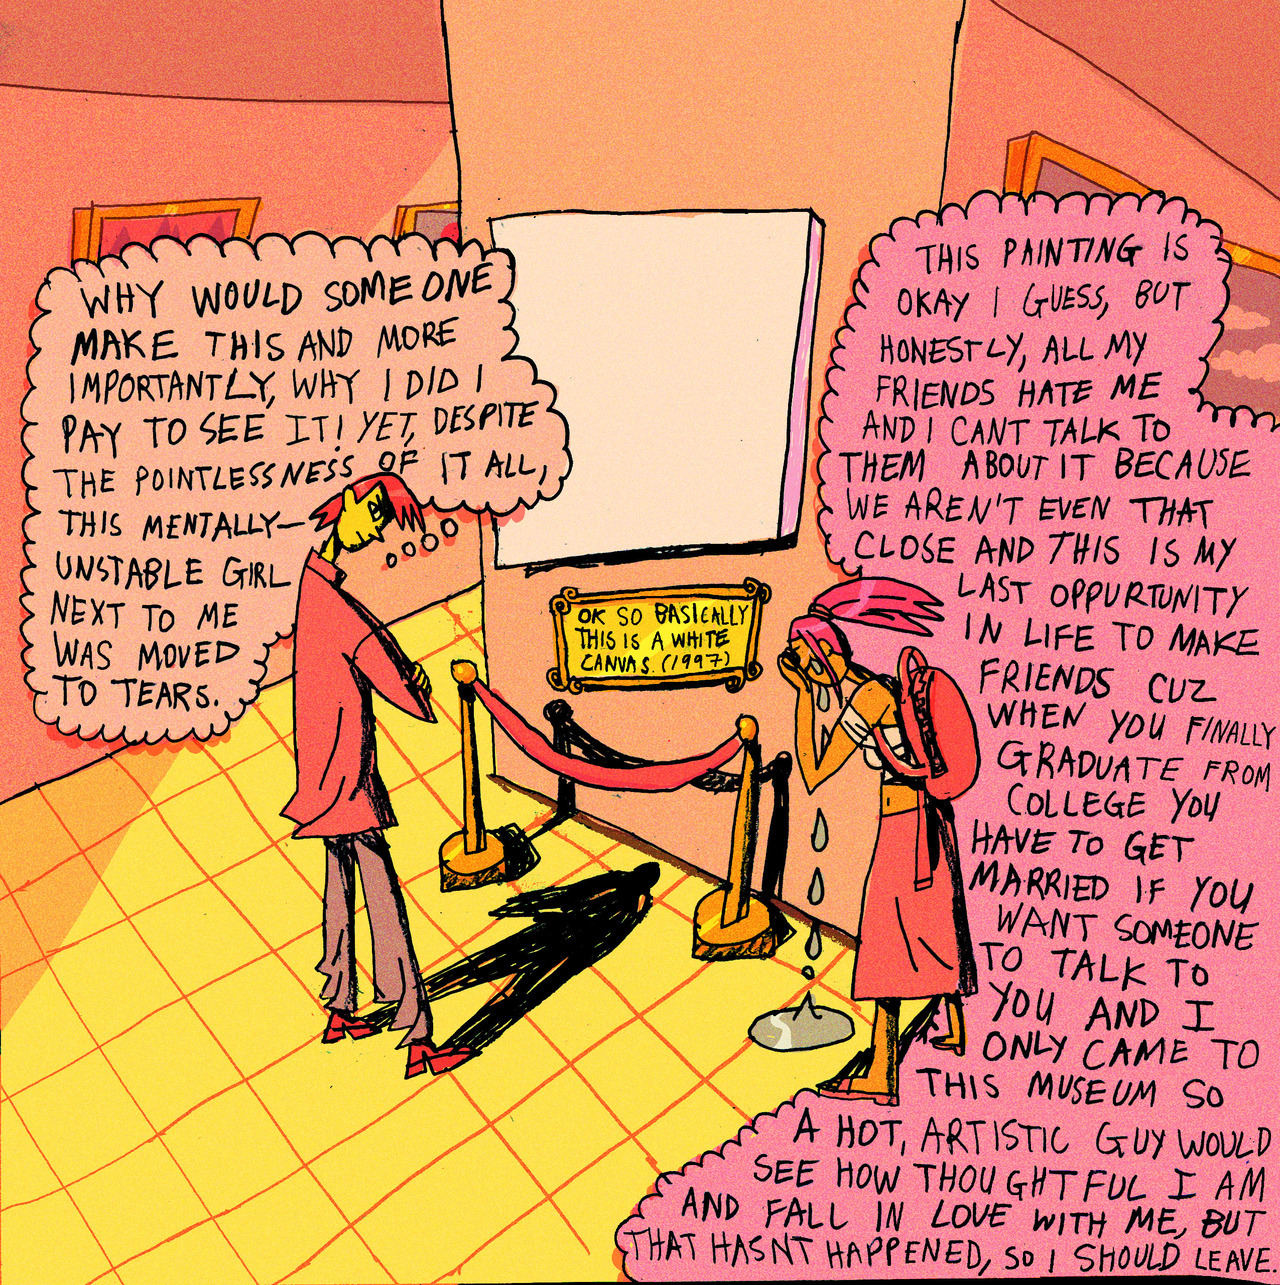 WHY WOULD SOMEONE
MAKE THIS AND MORE
IMPORTANTLY, WHY I DID I
PAY TO SEE IT! YET, DESPITE
THE POINTLESSNESS OF IT ALL,
THIS MENTALLY-
UNSTABLE GIRL
NEXT TO ME
WAS MOVED
TO TEARS.
OK SO BASICALLY
THIS IS A WHITE
CANVAS. (1997)
THIS PAINTING IS
OKAY I GUESS, BUT
HONESTLY, ALL MY
FRIENDS HATE ME
AND I CANT TALK TO
THEM ABOUT IT BECAUSE
WE AREN'T EVEN THAT
CLOSE AND THIS IS MY
LAST OPPURTUNITY
IN LIFE TO MAKE
FRIENDS CUZ
WHEN YOU FINALLY
GRADUATE FROM
COLLEGE YOU
HAVE TO GET
MARRIED IF YOU
WANT SOMEONE
TO TALK TO
YOU AND I
ONLY CAME TO
THIS MUSEUM SO
A HOT, ARTISTIC GUY WOULD
SEE HOW THOUGHTFUL I AM
AND FALL IN LOVE WITH ME, BUT
THAT HASNT HAPPENED, SO I SHOULD LEAVE.